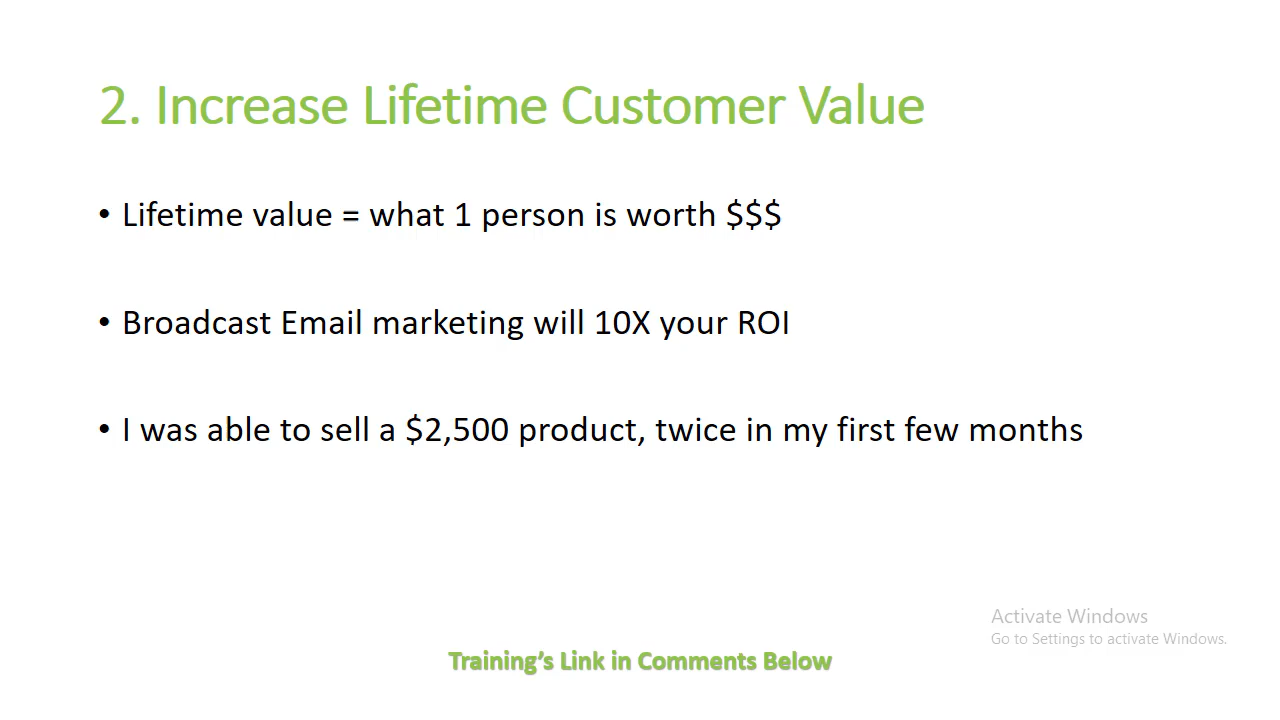 2. Increase Lifetime Customer Value
• Lifetime value = what 1 person is worth $$$
• Broadcast Email marketing will 10X your ROI
• I was able to sell a $2,500 product, twice in my first few months
Activate Windows
Go to Settings to activate Windows.
Training’s Link in Comments Below